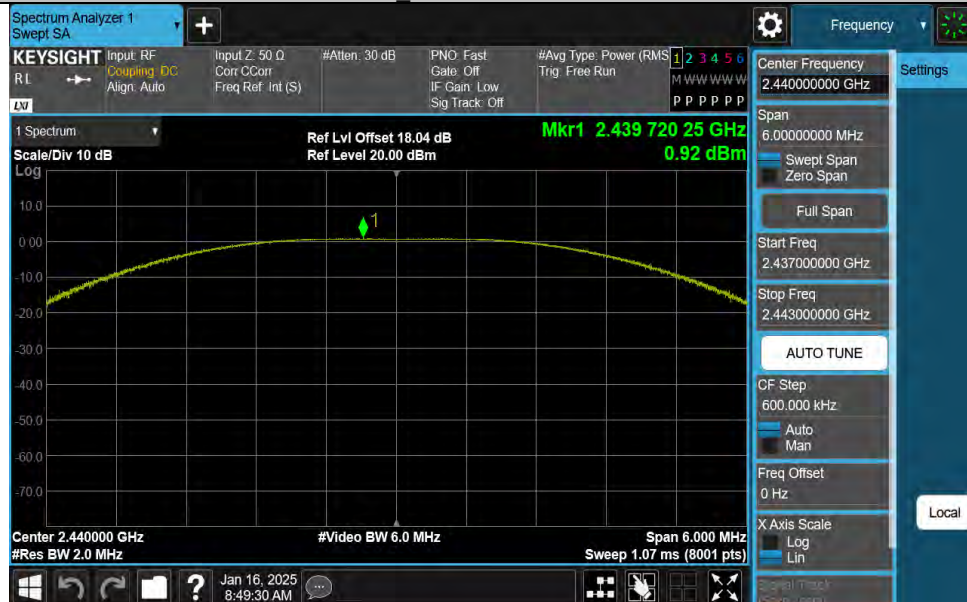 Spectrum Analyzer 1
Swept SA
+
Frequency
KEYSIGHT
R L
LXI
Input: RF
Coupling: DC
Align: Auto
Input Z: 50 Ω
Corr CCorr
Freq Ref: Int (S)
#Atten: 30 dB
PNO: Fast
Gate: Off
IF Gain: Low
Sig Track: Off
#Avg Type: Power (RMS
Trig: Free Run
1 2 3 4 5 6
M W W W W W
P P P P P P
1 Spectrum
Scale/Div 10 dB
Log
Ref Lvl Offset 18.04 dB
Ref Level 20.00 dBm
Mkr1 2.439 720 25 GHz
0.92 dBm
1
10.0
0.00
-10.0
-20.0
-30.0
-40.0
-50.0
-60.0
-70.0
Center 2.440000 GHz
#Res BW 2.0 MHz
#Video BW 6.0 MHz
Span 6.000 MHz
Sweep 1.07 ms (8001 pts)
?
Jan 16, 2025
8:49:30 AM
Center Frequency
2.440000000 GHz
Span
6.00000000 MHz
Swept Span
Zero Span
Full Span
Start Freq
2.437000000 GHz
Stop Freq
2.443000000 GHz
AUTO TUNE
CF Step
600.000 kHz
Auto
Man
Freq Offset
0 Hz
X Axis Scale
Log
Lin
Settings
Local